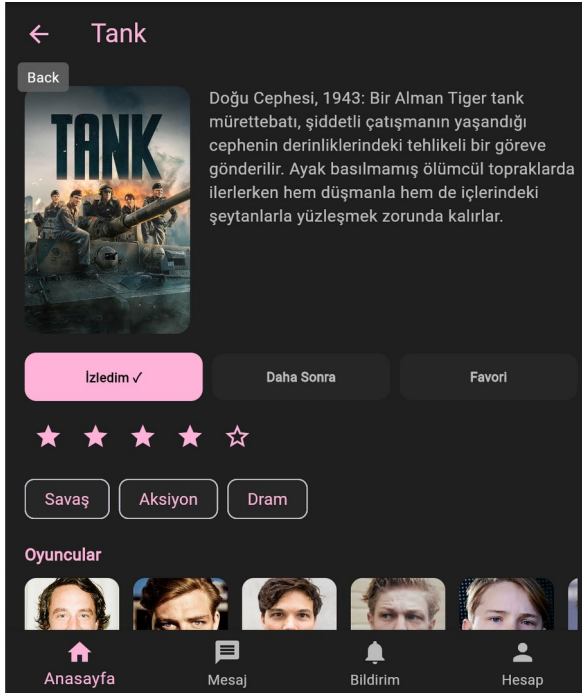 Tank
Back
TANK
Doğu Cephesi, 1943: Bir Alman Tiger tank
mürettebatı, şiddetli çatışmanın yaşandığı
cephenin derinliklerindeki tehlikeli bir göreve
gönderilir. Ayak basılmamış ölümcül topraklarda
ilerlerken hem düşmanla hem de içlerindeki
şeytanlarla yüzleşmek zorunda kalırlar.
İzledim ✓
Daha Sonra
Favori
Savaş
Aksiyon
Dram
Oyuncular
Anasayfa
Mesaj
Bildirim
Hesap